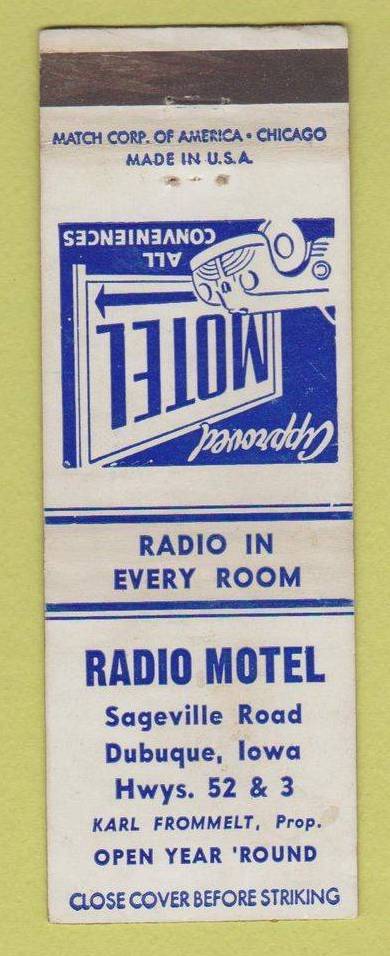 MATCH CORP. OF AMERICA • CHICAGO
MADE IN U.S.A.
Approved
MOTEL
ALL
CONVENIENCES
RADIO IN
EVERY ROOM
RADIO MOTEL
Sageville Road
Dubuque, Iowa
Hwys. 52 & 3
KARL FROMMELT, Prop.
OPEN YEAR 'ROUND
CLOSE COVER BEFORE STRIKING